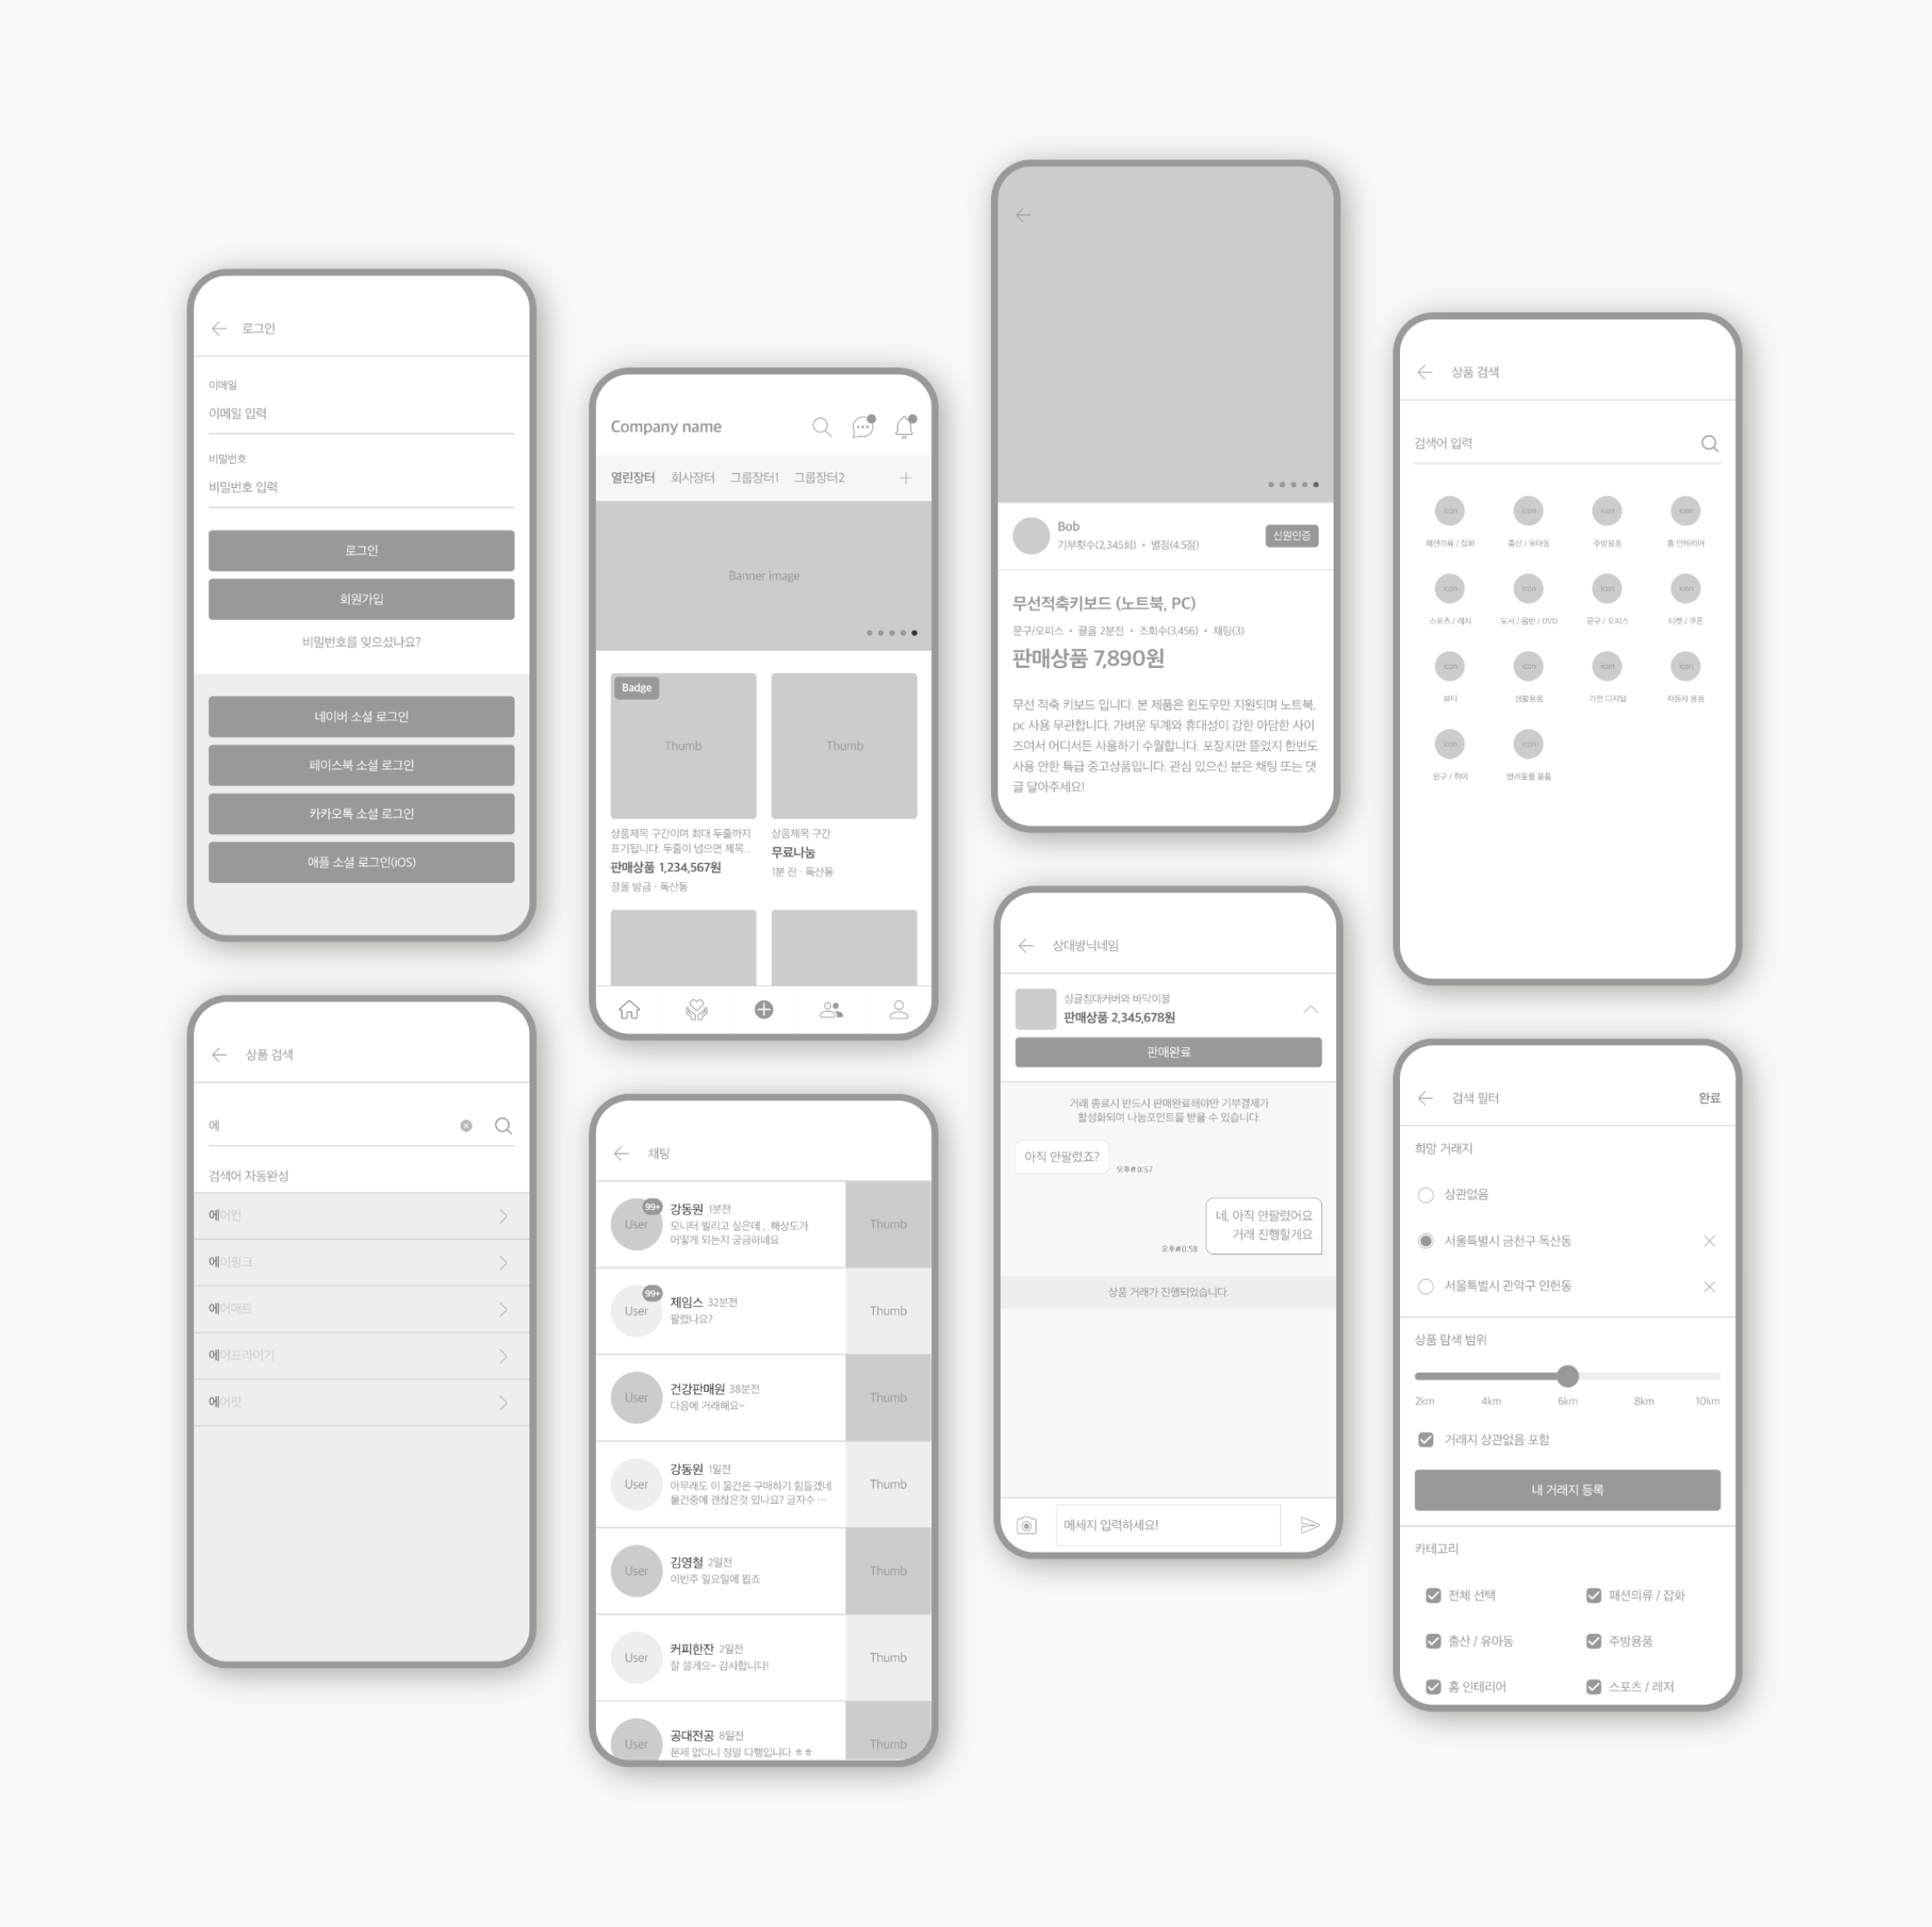 로그인
이메일
이메일 입력
비밀번호
비밀번호 입력
로그인
회원가입
비밀번호를 잊으셨나요?
네이버 소셜 로그인
페이스북 소셜 로그인
카카오톡 소셜 로그인
애플 소셜 로그인(iOS)
상품 검색
에
검색어 자동완성
에어컨
에이핑크
에어매트
에어프라이기
에어팟
Company name
열린장터 회사장터 그룹장터1 그룹장터2
Banner image
Badge
Thumb
Thumb
상품제목 구간이며 최대 두줄까지
표기됩니다. 두줄이 넘으면 제목...
판매상품 1,234,567원
끌올 방금 · 독산동
상품제목 구간
무료나눔
1분 전 · 독산동
채팅
99+
User
강동원 1분전
모니터 빌리고 싶은데 , 해상도가
어떻게 되는지 궁금하네요
Thumb
99+
User
제임스 32분전
팔렸나요?
Thumb
User
건강판매원 38분전
다음에 거래해요~
Thumb
User
강동원 1일전
아무래도 이 물건은 구매하기 힘들겠네
물건중에 괜찮은것 있나요? 글자수 ...
Thumb
User
김영철 2일전
이번주 일요일에 뵙죠
Thumb
User
커피한잔 2일전
잘 쓸게요~ 감사합니다!
Thumb
User
공대전공 8일전
문제 없다니 정말 다행입니다 ㅎㅎ
Thumb
Bob
기부횟수(2,345회) • 별점(4.5점)
신원인증
무선적축키보드 (노트북, PC)
문구/오피스 • 끌올 2분전 • 조회수(3,456) • 채팅(3)
판매상품 7,890원
무선 적축 키보드 입니다. 본 제품은 윈도우만 지원되며 노트북,
pc 사용 무관합니다. 가벼운 무게와 휴대성이 강한 아담한 사이
즈여서 어디서든 사용하기 수월합니다. 포장지만 뜯었지 한번도
사용 안한 특급 중고상품입니다. 관심 있으신 분은 채팅 또는 댓
글 달아주세요!
상대방닉네임
싱글침대커버와 바닥이불
판매상품 2,345,678원
판매완료
거래 종료시 반드시 판매완료해야만 기부결제가
활성화되며 나눔포인트를 받을 수 있습니다.
아직 안팔렸죠?
네, 아직 안팔렸어요
거래 진행할게요
상품 거래가 진행되었습니다.
메세지 입력하세요!
상품 검색
검색어 입력
icon icon icon icon
패션의류 / 잡화 출산 / 유아동 주방용품 홈 인테리어
icon icon icon icon
스포츠 / 레저 도서 / 음반 / DVD 문구 / 오피스 티켓 / 쿠폰
icon icon icon icon
뷰티 생활용품 가전 디지털 자동차 용품
icon icon
완구 / 취미 반려동물 용품
검색 필터 완료
희망 거래지
상관없음
서울특별시 금천구 독산동
서울특별시 관악구 인헌동
상품 탐색 범위
2km 4km 6km 8km 10km
거래지 상관없음 포함
내 거래지 등록
카테고리
전체 선택 패션의류 / 잡화
출산 / 유아동 주방용품
홈 인테리어 스포츠 / 레저